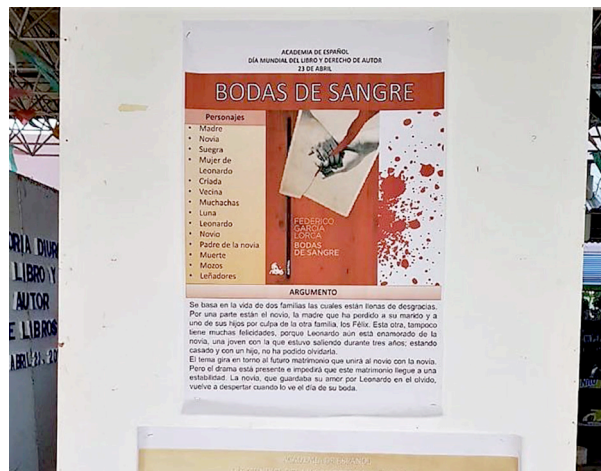 ACADEMIA DE ESPAÑOL
DÍA MUNDIAL DEL LIBRO Y DERECHO DE AUTOR
23 DE ABRIL
BODAS DE SANGRE
Personajes
• Madre
• Novia
• Suegra
• Mujer de
Leonardo
• Criada
• Vecina
• Muchachas
• Luna
• Leonardo
• Novio
• Padre de la novia
• Muerte
• Mozos
• Leñadores
FEDERICO
GARCÍA
LORCA
BODAS
DE SANGRE
ARGUMENTO
Se basa en la vida de dos familias las cuales están llenas de desgracias.
Por una parte están el novio, la madre que ha perdido a su marido y a
uno de sus hijos por culpa de la otra familia, los Félix. Esta otra, tampoco
tiene muchas felicidades, porque Leonardo aún está enamorado de la
novia, una joven con la que estuvo saliendo durante tres años; estando
casado y con un hijo, no ha podido olvidarla.
El tema gira en torno al futuro matrimonio que unirá al novio con la novia.
Pero el drama está presente e impedirá que este matrimonio llegue a una
estabilidad. La novia, que guardaba su amor por Leonardo en el olvido,
vuelve a despertar cuando lo ve el día de su boda.
RIA DIUR
LIBRO Y
AUTOR
E LIBROS
ABRIL